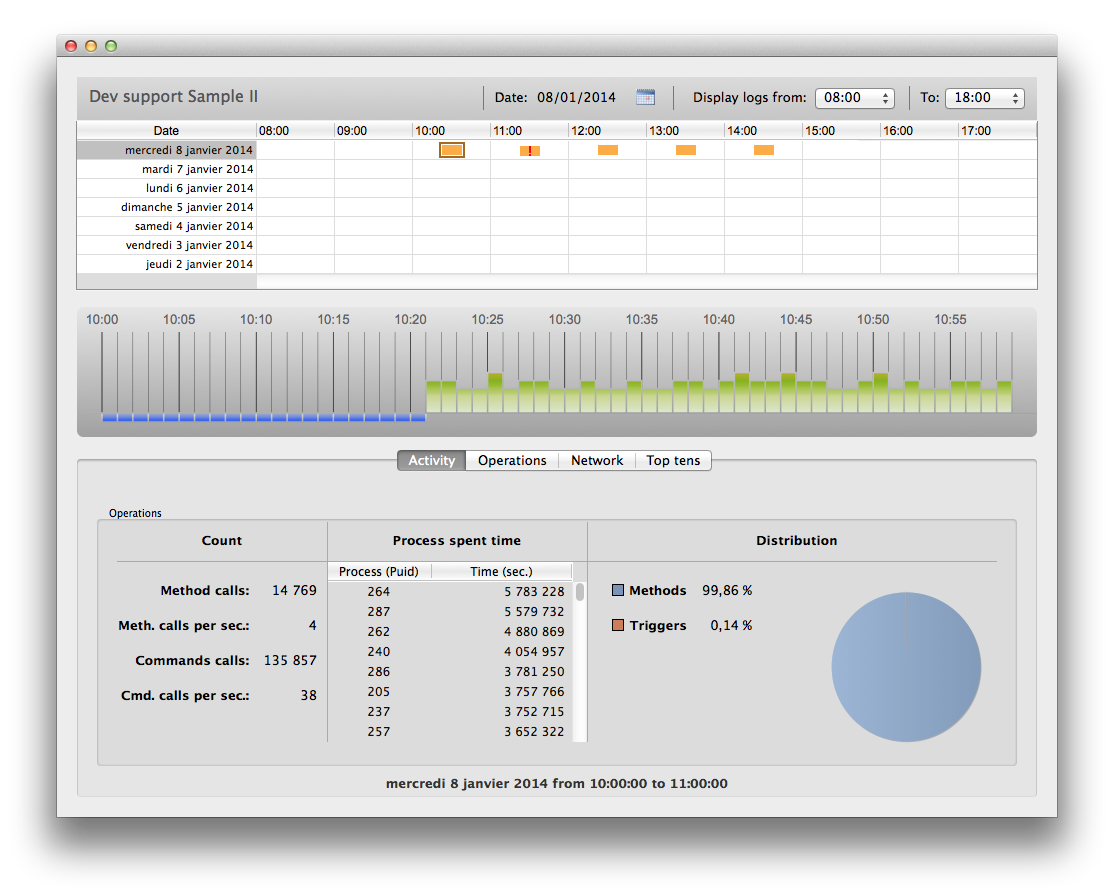 Dev support Sample II Date: 08/01/2014 Display logs from: 08:00 To: 18:00
Date 08:00 09:00 10:00 11:00 12:00 13:00 14:00 15:00 16:00 17:00
mercredi 8 janvier 2014
mardi 7 janvier 2014
lundi 6 janvier 2014
dimanche 5 janvier 2014
samedi 4 janvier 2014
vendredi 3 janvier 2014
jeudi 2 janvier 2014
10:00 10:05 10:10 10:15 10:20 10:25 10:30 10:35 10:40 10:45 10:50 10:55
Activity Operations Network Top tens
Operations
Count
Method calls: 14 769
Meth. calls per sec.: 4
Commands calls: 135 857
Cmd. calls per sec.: 38
Process spent time
Process (Puid) Time (sec.)
264 5 783 228
287 5 579 732
262 4 880 869
240 4 054 957
286 3 781 250
205 3 757 766
237 3 752 715
257 3 652 322
Distribution
Methods 99,86 %
Triggers 0,14 %
mercredi 8 janvier 2014 from 10:00:00 to 11:00:00